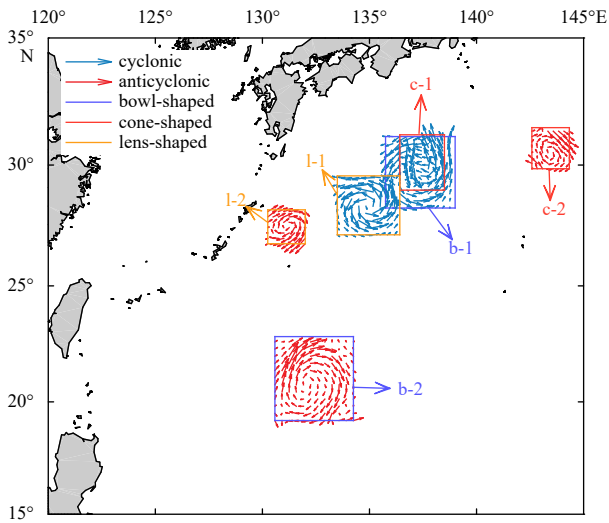 120° 125° 130° 135° 140° 145°E
35°
N
cyclonic
anticyclonic
bowl-shaped
cone-shaped
lens-shaped
c-1
30°
l-1
l-2
c-2
b-1
25°
b-2
20°
15°